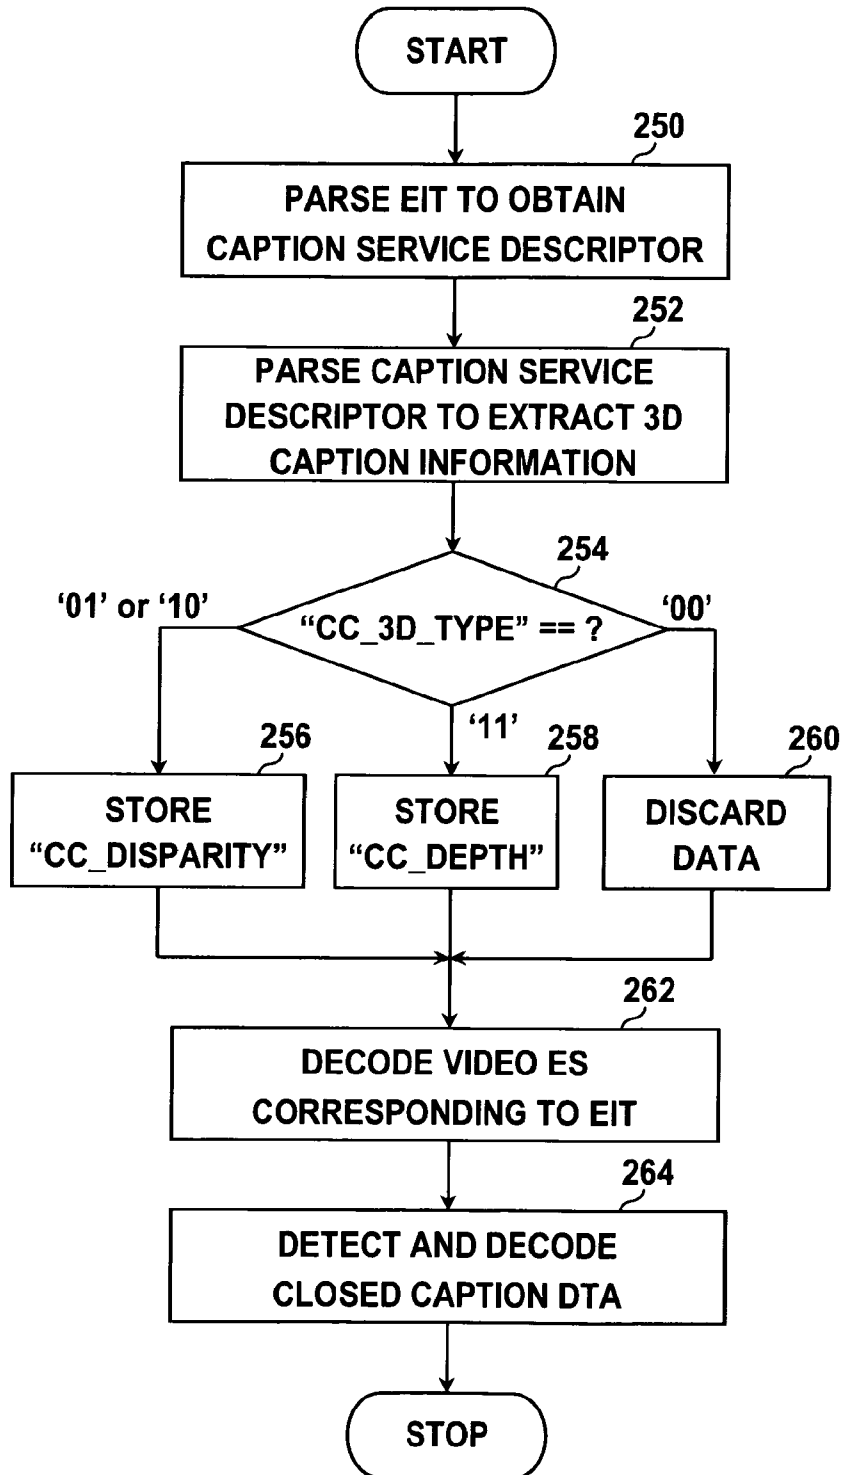 START
250
PARSE EIT TO OBTAIN
CAPTION SERVICE DESCRIPTOR
252
PARSE CAPTION SERVICE
DESCRIPTOR TO EXTRACT 3D
CAPTION INFORMATION
254
‘01’ or ‘10’
“CC_3D_TYPE” == ?
‘00’
‘11’
256
STORE
“CC_DISPARITY”
258
STORE
“CC_DEPTH”
260
DISCARD
DATA
262
DECODE VIDEO ES
CORRESPONDING TO EIT
264
DETECT AND DECODE
CLOSED CAPTION DTA
STOP